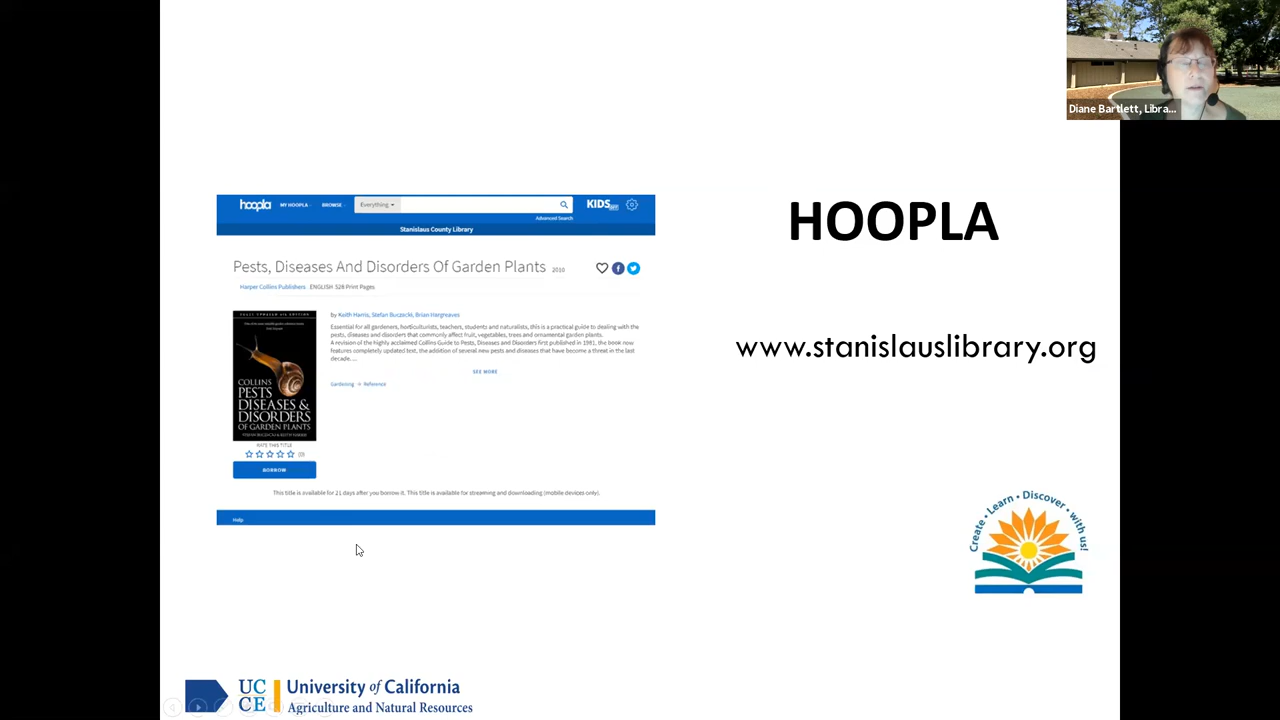 Diane Bartlett, Libra...
hoopla MY HOOPLA BROWSE Everything KIDS
Advanced Search
Stanislaus County Library
Pests, Diseases And Disorders Of Garden Plants 2010
Harper Collins Publishers ENGLISH 528 Print Pages
by Keith Harris, Stefan Buczacki, Brian Hargreaves
Essential for all gardeners, horticulturists, teachers, students and naturalists, this is a practical guide to dealing with the
pests, diseases and disorders that commonly affect fruit, vegetables, trees and ornamental garden plants.
A revision of the highly acclaimed Collins Guide to Pests, Diseases and Disorders first published in 1981, the book now
features completely updated text, the addition of several new pests and diseases that have become a threat in the last
decade....
SEE MORE
Gardening Reference
COLLINS
PESTS
DISEASES &
DISORDERS
OF GARDEN PLANTS
RATE THIS TITLE
(0)
BORROW
This title is available for 21 days after you borrow it. This title is available for streaming and downloading (mobile devices only).
Help
HOOPLA
www.stanislauslibrary.org
Create • Learn • Discover • with us!
UC
CE
University of California
Agriculture and Natural Resources